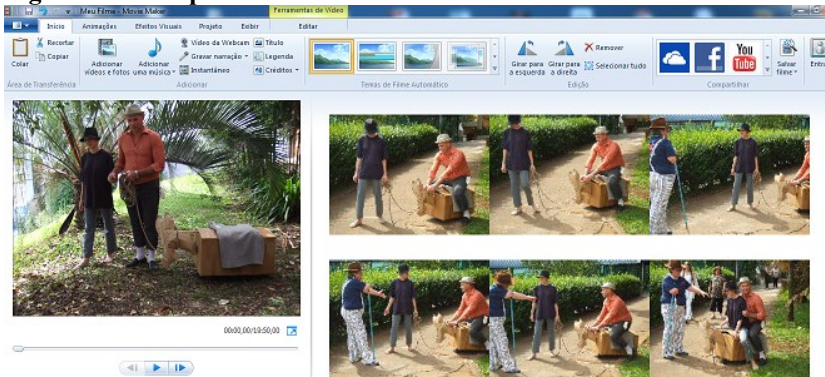 Meu Filme - Movie Maker
Ferramentas de Vídeo
Início Animações Efeitos Visuais Projeto Exibir Editar
Colar
Recortar
Copiar
Área de Transferência
Adicionar vídeos e fotos
Adicionar uma música
Vídeo da Webcam
Gravar narração
Instantâneo
Título
Legenda
Créditos
Adicionar
Temas de Filme Automático
Girar para a esquerda
Girar para a direita
Remover
Selecionar tudo
Edição
f
You Tube
Compartilhar
Salvar filme
Entra
00:00,00/19:50,00